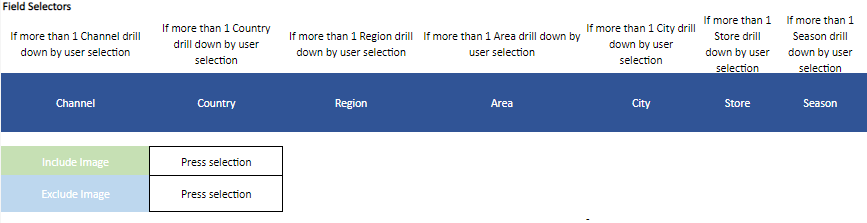 Field Selectors
If more than 1 Channel drill down by user selection
If more than 1 Country drill down by user selection
If more than 1 Region drill down by user selection
If more than 1 Area drill down by user selection
If more than 1 City drill down by user selection
If more than 1 Store drill down by user selection
If more than 1 Season drill down by user selection
Channel Country Region Area City Store Season
Include Image Press selection
Exclude Image Press selection